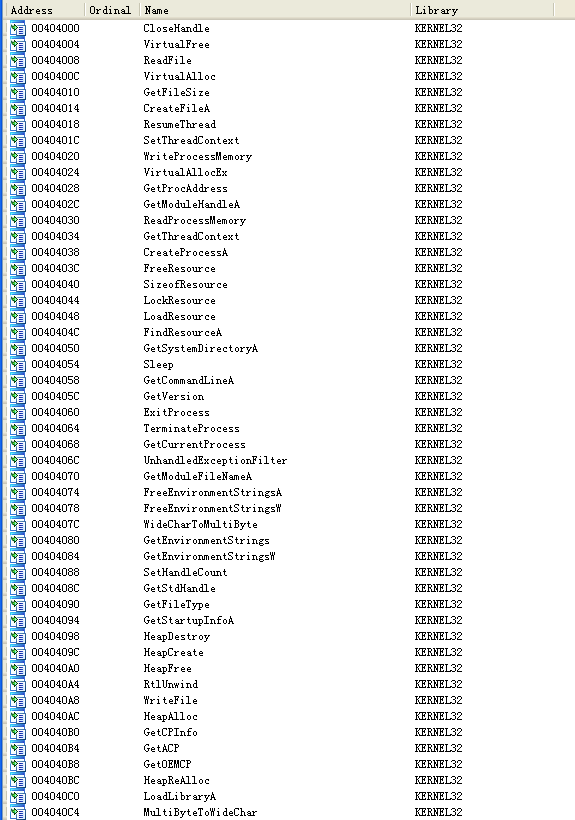 Address Ordinal Name Library
00404000 CloseHandle KERNEL32
00404004 VirtualFree KERNEL32
00404008 ReadFile KERNEL32
0040400C VirtualAlloc KERNEL32
00404010 GetFileSize KERNEL32
00404014 CreateFileA KERNEL32
00404018 ResumeThread KERNEL32
0040401C SetThreadContext KERNEL32
00404020 WriteProcessMemory KERNEL32
00404024 VirtualAllocEx KERNEL32
00404028 GetProcAddress KERNEL32
0040402C GetModuleHandleA KERNEL32
00404030 ReadProcessMemory KERNEL32
00404034 GetThreadContext KERNEL32
00404038 CreateProcessA KERNEL32
0040403C FreeResource KERNEL32
00404040 SizeofResource KERNEL32
00404044 LockResource KERNEL32
00404048 LoadResource KERNEL32
0040404C FindResourceA KERNEL32
00404050 GetSystemDirectoryA KERNEL32
00404054 Sleep KERNEL32
00404058 GetCommandLineA KERNEL32
0040405C GetVersion KERNEL32
00404060 ExitProcess KERNEL32
00404064 TerminateProcess KERNEL32
00404068 GetCurrentProcess KERNEL32
0040406C UnhandledExceptionFilter KERNEL32
00404070 GetModuleFileNameA KERNEL32
00404074 FreeEnvironmentStringsA KERNEL32
00404078 FreeEnvironmentStringsW KERNEL32
0040407C WideCharToMultiByte KERNEL32
00404080 GetEnvironmentStrings KERNEL32
00404084 GetEnvironmentStringsW KERNEL32
00404088 SetHandleCount KERNEL32
0040408C GetStdHandle KERNEL32
00404090 GetFileType KERNEL32
00404094 GetStartupInfoA KERNEL32
00404098 HeapDestroy KERNEL32
0040409C HeapCreate KERNEL32
004040A0 HeapFree KERNEL32
004040A4 RtlUnwind KERNEL32
004040A8 WriteFile KERNEL32
004040AC HeapAlloc KERNEL32
004040B0 GetCPInfo KERNEL32
004040B4 GetACP KERNEL32
004040B8 GetOEMCP KERNEL32
004040BC HeapReAlloc KERNEL32
004040C0 LoadLibraryA KERNEL32
004040C4 MultiByteToWideChar KERNEL32